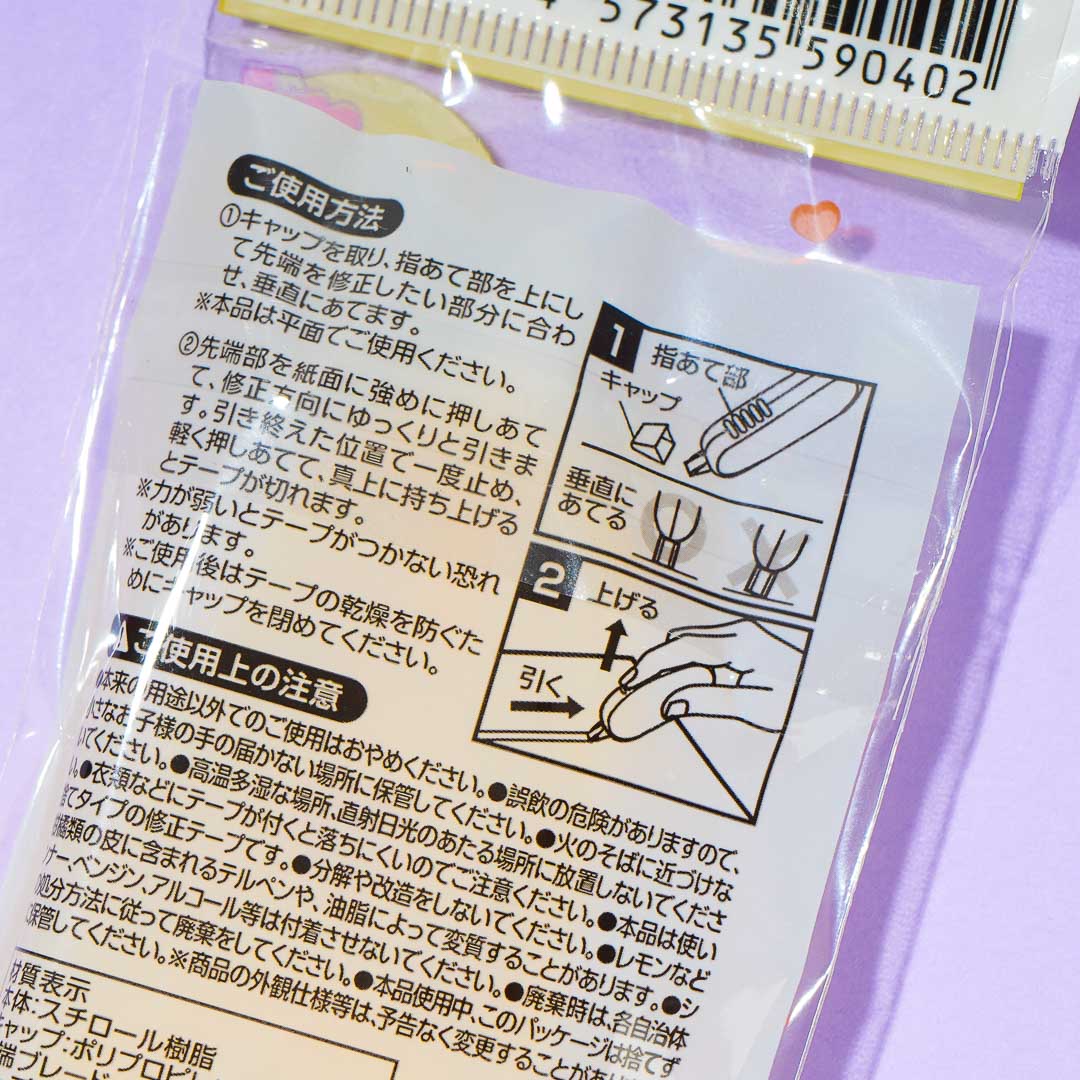 573135 590402
ご使用方法
①キャップを取り、指あて部を上にし
て先端を修正したい部分に合わ
せ、垂直にあてます。
※本品は平面でご使用ください。
②先端部を紙面に強めに押しあて
て、修正方向にゆっくりと引きま
す。引き終えた位置で一度止め、
軽く押しあてて、真上に持ち上げる
とテープが切れます。
※力が弱いとテープがつかない恐れ
があります。
※ご使用後はテープの乾燥を防ぐた
めにキャップを閉めてください。
1
指あて部
キャップ
垂直に
あてる
2
上げる
引く
ご使用上の注意
本来の用途以外でのご使用はおやめください。●誤飲の危険がありますので、
小さなお子様の手の届かない場所に保管してください。●火のそばに近づけな
いでください。●高温多湿な場所、直射日光のあたる場所に放置しないでくださ
い。●衣類などにテープが付くと落ちにくいのでご注意ください。●本品は使い
捨てタイプの修正テープです。●分解や改造をしないでください。●レモンなど
柑橘類の皮に含まれるテルペンや、油脂によって変質することがあります。●シ
ナー、ベンジン、アルコール等は付着させないでください。●廃棄時は、各自治体
の処分方法に従って廃棄をしてください。●本品使用中、このパッケージは捨てず
に保管してください。※商品の外観仕様等は、予告なく変更することがあり
材質表示
本体：スチロール樹脂
キャップ：ポリプロピレ
端ブレード